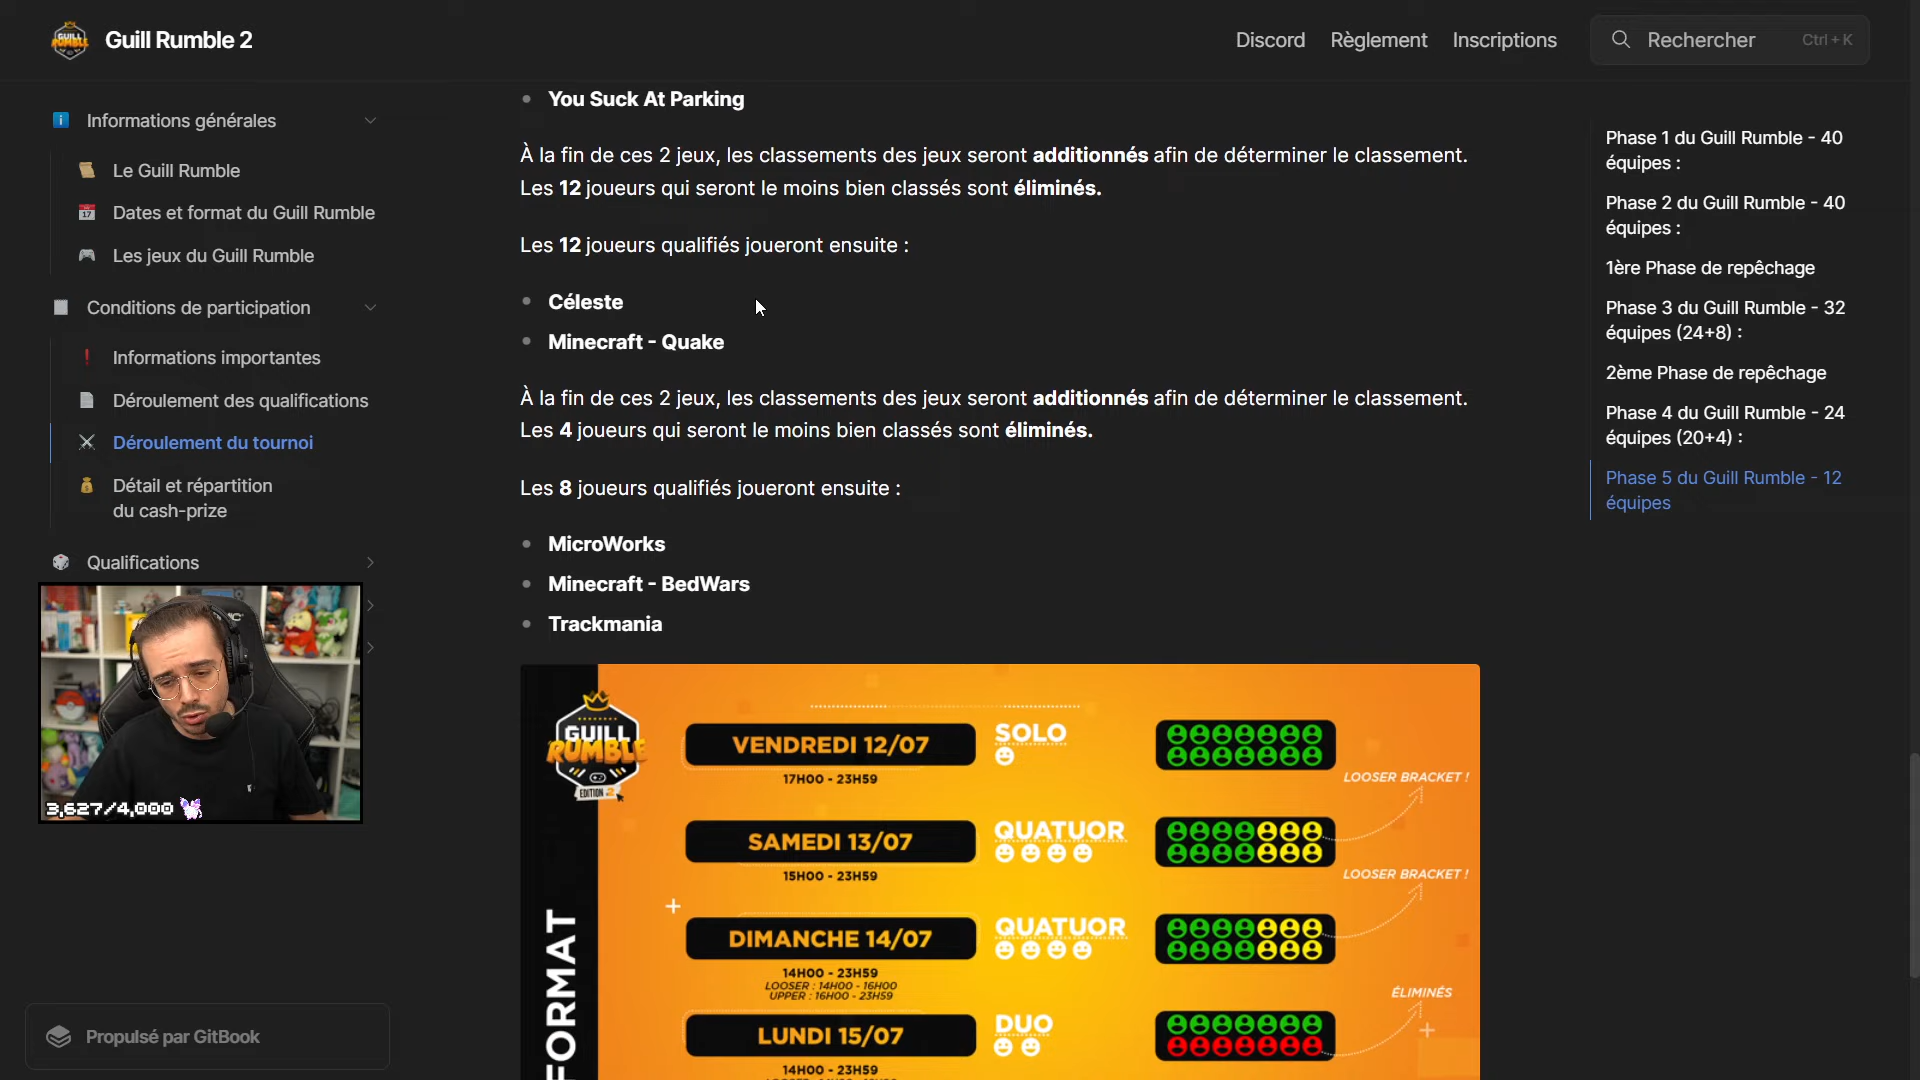 Guill Rumble 2
Discord
Règlement
Inscriptions
Rechercher
Ctrl + K
Informations générales
Le Guill Rumble
Dates et format du Guill Rumble
Les jeux du Guill Rumble
Conditions de participation
Informations importantes
Déroulement des qualifications
Déroulement du tournoi
Détail et répartition
du cash-prize
Qualifications
3,627/4,000
Propulsé par GitBook
You Suck At Parking
À la fin de ces 2 jeux, les classements des jeux seront additionnés afin de déterminer le classement.
Les 12 joueurs qui seront le moins bien classés sont éliminés.
Les 12 joueurs qualifiés joueront ensuite :
Céleste
Minecraft - Quake
À la fin de ces 2 jeux, les classements des jeux seront additionnés afin de déterminer le classement.
Les 4 joueurs qui seront le moins bien classés sont éliminés.
Les 8 joueurs qualifiés joueront ensuite :
MicroWorks
Minecraft - BedWars
Trackmania
GUILL
RUMBLE
EDITION 2
FORMAT
VENDREDI 12/07
17H00 - 23H59
SOLO
LOOSER BRACKET !
SAMEDI 13/07
15H00 - 23H59
QUATUOR
LOOSER BRACKET !
DIMANCHE 14/07
14H00 - 23H59
LOOSER : 14H00 - 16H00
UPPER : 16H00 - 23H59
QUATUOR
ÉLIMINÉS
LUNDI 15/07
14H00 - 23H59
DUO
Phase 1 du Guill Rumble - 40
équipes :
Phase 2 du Guill Rumble - 40
équipes :
1ère Phase de repêchage
Phase 3 du Guill Rumble - 32
équipes (24+8) :
2ème Phase de repêchage
Phase 4 du Guill Rumble - 24
équipes (20+4) :
Phase 5 du Guill Rumble - 12
équipes